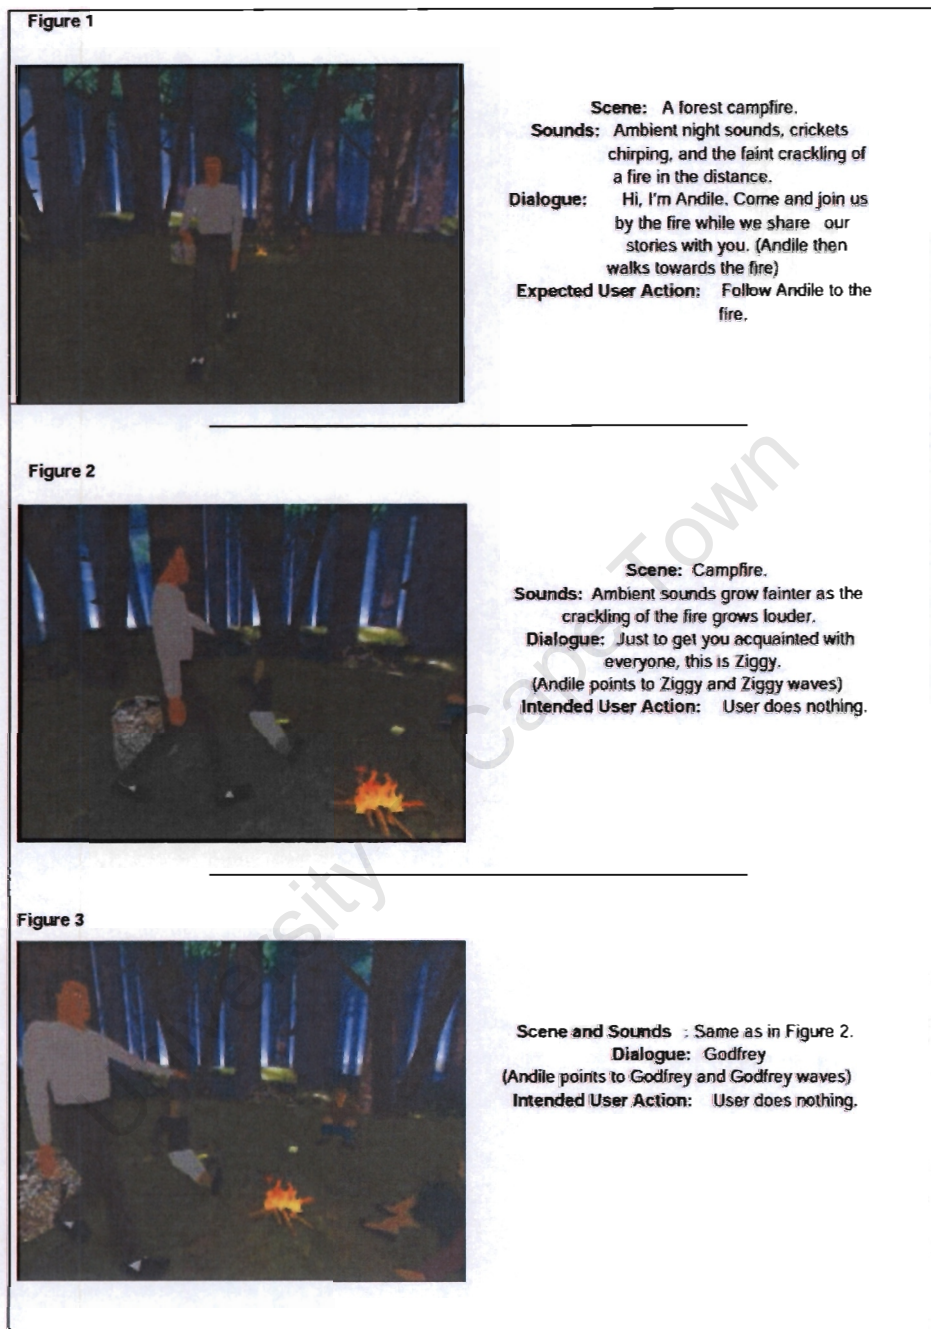 Figure 1
Scene: A forest campfire.
Sounds: Ambient night sounds, crickets
chirping, and the faint crackling of
a fire in the distance.
Dialogue: Hi, I'm Andile. Come and join us
by the fire while we share our
stories with you. (Andile then
walks towards the fire)
Expected User Action: Follow Andile to the
fire.
Figure 2
Scene: Campfire.
Sounds: Ambient sounds grow fainter as the
crackling of the fire grows louder.
Dialogue: Just to get you acquainted with
everyone, this is Ziggy.
(Andile points to Ziggy and Ziggy waves)
Intended User Action: User does nothing.
Figure 3
Scene and Sounds : Same as in Figure 2.
Dialogue: Godfrey
(Andile points to Godfrey and Godfrey waves)
Intended User Action: User does nothing.
University of Cape Town